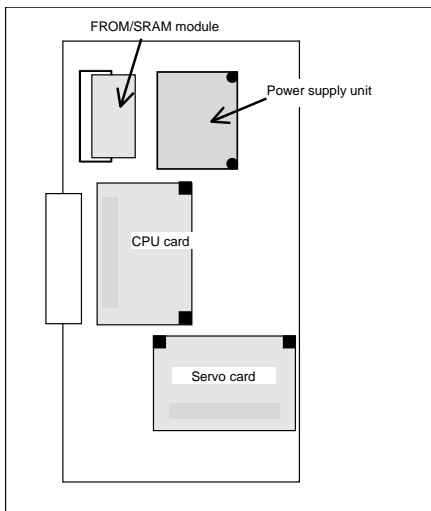 FROM/SRAM module
Power supply unit
CPU card
Servo card